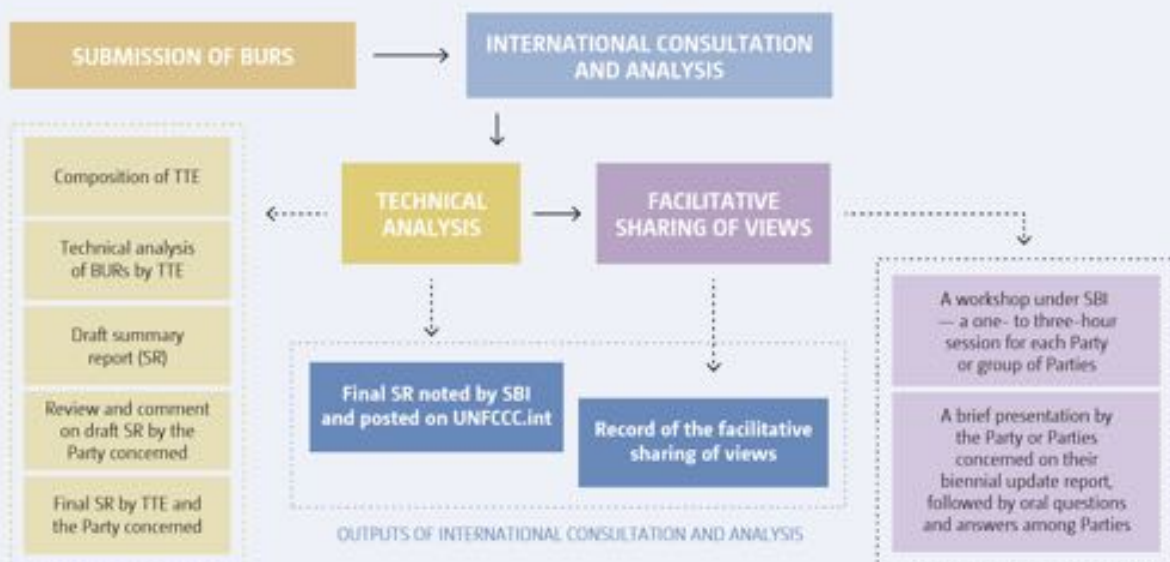 SUBMISSION OF BURS
INTERNATIONAL CONSULTATION
AND ANALYSIS
Composition of TTE
Technical analysis
of BURs by TTE
Draft summary
report (SR)
Review and comment
on draft SR by the
Party concerned
Final SR by TTE and
the Party concerned
TECHNICAL
ANALYSIS
FACILITATIVE
SHARING OF VIEWS
Final SR noted by SBI
and posted on UNFCCC.int
Record of the facilitative
sharing of views
OUTPUTS OF INTERNATIONAL CONSULTATION AND ANALYSIS
A workshop under SBI
— a one- to three-hour
session for each Party
or group of Parties
A brief presentation by
the Party or Parties
concerned on their
biennial update report,
followed by oral questions
and answers among Parties